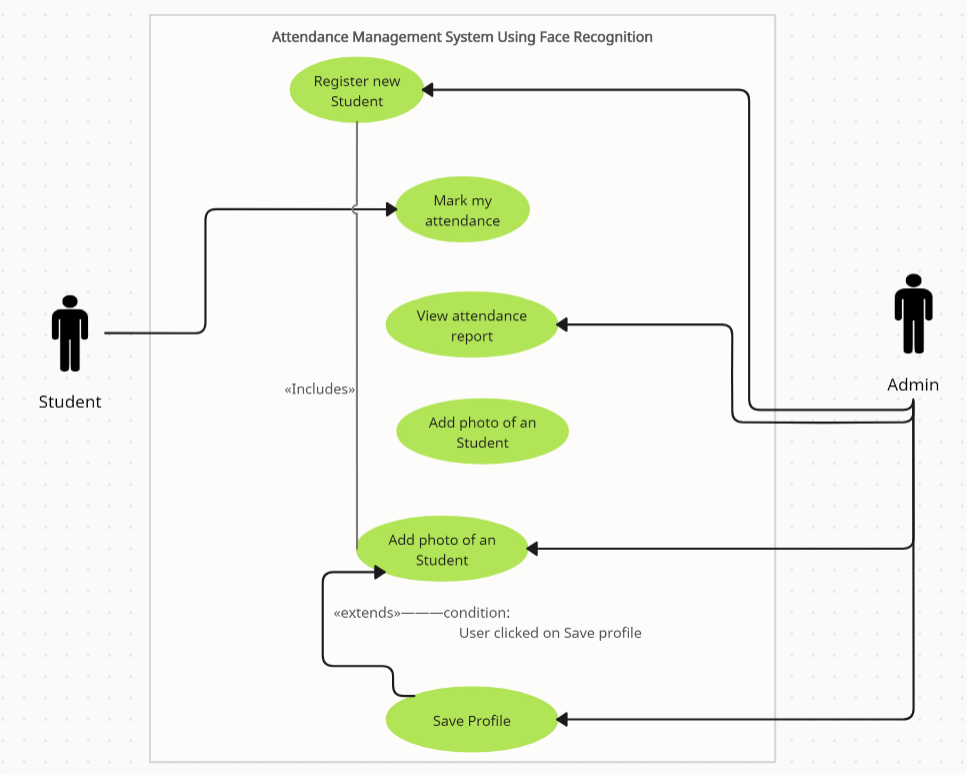 Attendance Management System Using Face Recognition
Register new
Student
Mark my
attendance
View attendance
report
Student
Admin
«Includes»
Add photo of an
Student
Add photo of an
Student
«extends»———condition:
User clicked on Save profile
Save Profile